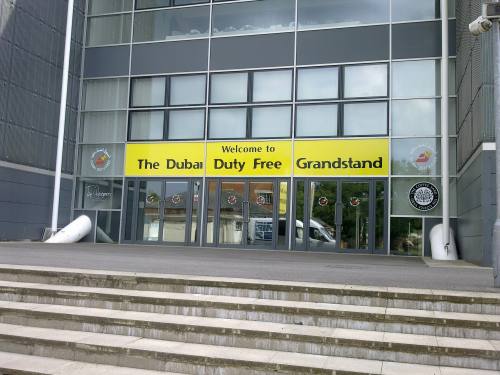 Welcome to
The Dubai Duty Free Grandstand